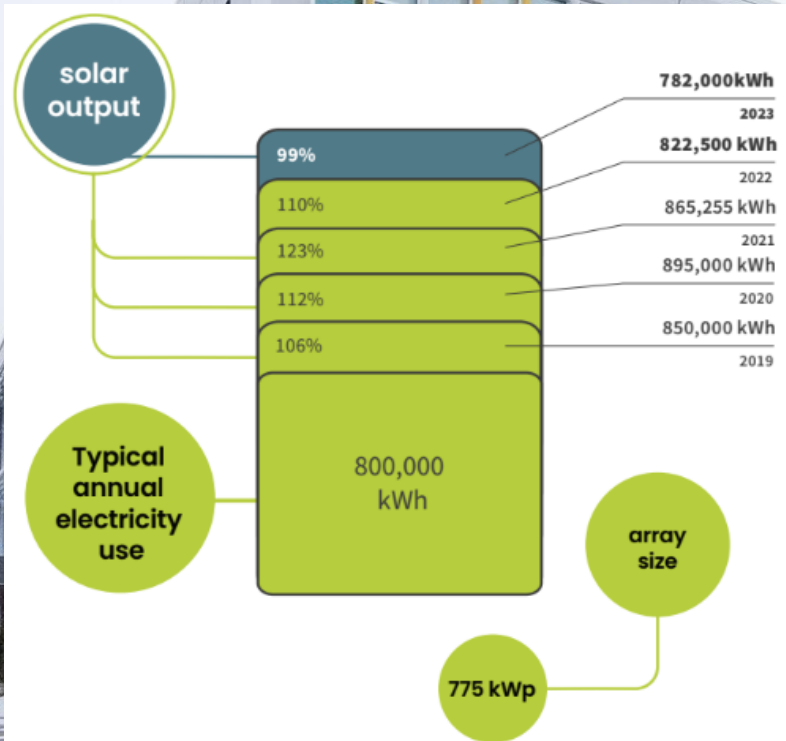 solar
output
782,000kWh
2023
99%
822,500 kWh
2022
110%
865,255 kWh
2021
123%
895,000 kWh
2020
112%
850,000 kWh
2019
106%
Typical
annual
electricity
use
800,000
kWh
array
size
775 kWp